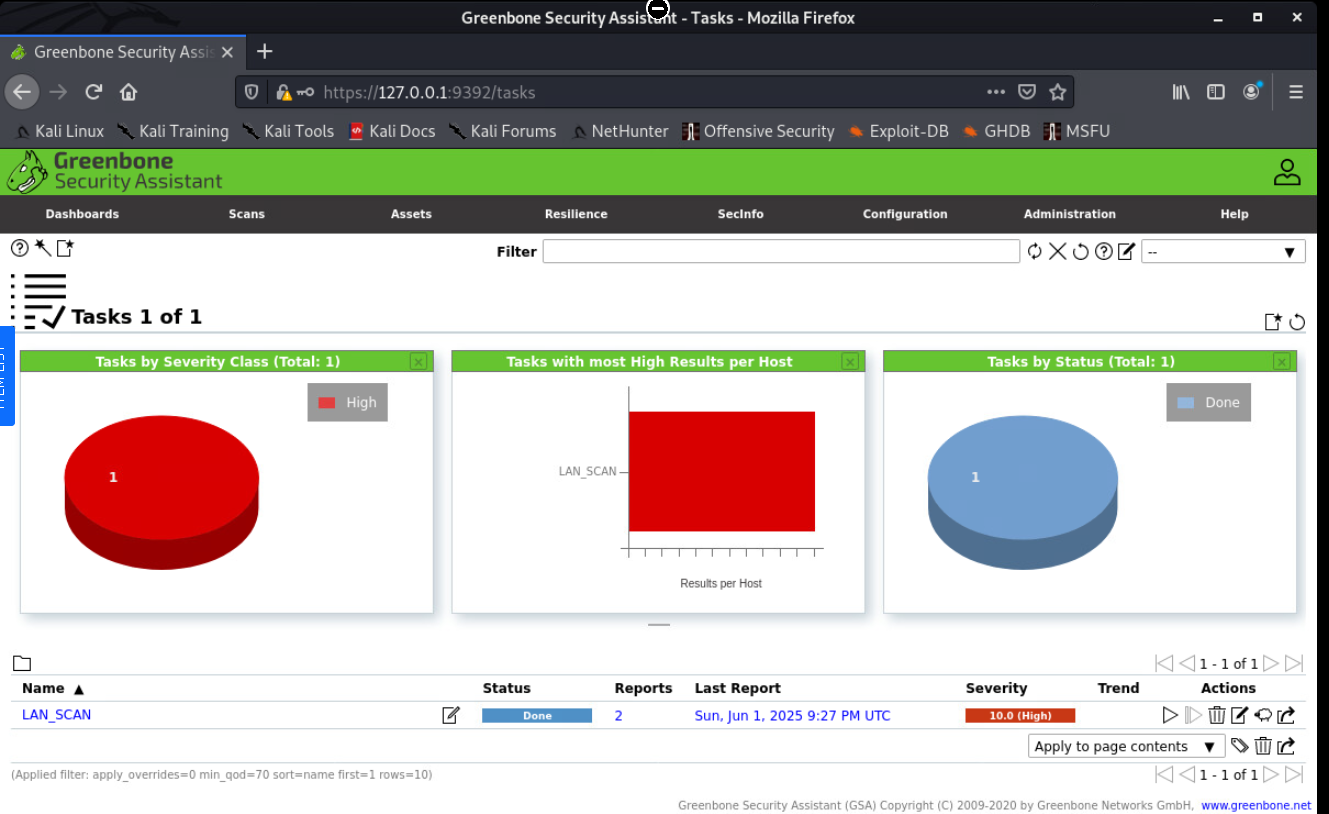 Greenbone Security Assistant - Tasks - Mozilla Firefox
Greenbone Security Assis
https://127.0.0.1:9392/tasks
Kali Linux Kali Training Kali Tools Kali Docs Kali Forums NetHunter Offensive Security Exploit-DB GHDB MSFU
Greenbone
Security Assistant
Dashboards Scans Assets Resilience SecInfo Configuration Administration Help
Filter --
Tasks 1 of 1
Tasks by Severity Class (Total: 1)
High
1
Tasks with most High Results per Host
LAN_SCAN
Results per Host
Tasks by Status (Total: 1)
Done
1
1 - 1 of 1
Name ▲ Status Reports Last Report Severity Trend Actions
LAN_SCAN Done 2 Sun, Jun 1, 2025 9:27 PM UTC 10.0 (High)
Apply to page contents ▼
(Applied filter: apply_overrides=0 min_qod=70 sort=name first=1 rows=10) 1 - 1 of 1
Greenbone Security Assistant (GSA) Copyright (C) 2009-2020 by Greenbone Networks GmbH, www.greenbone.net